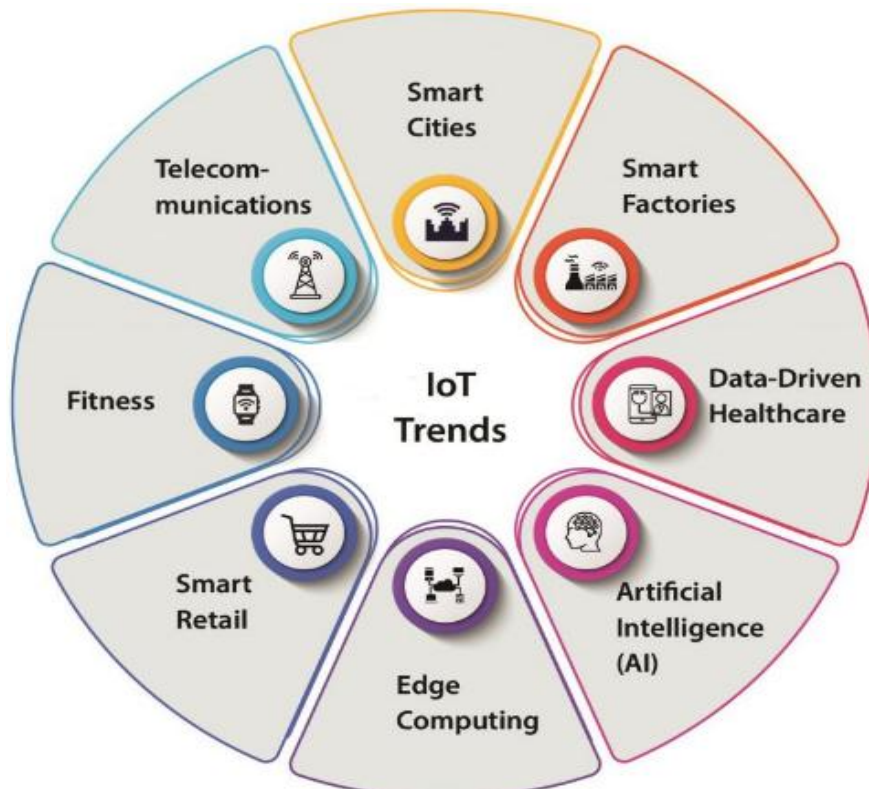 IoT
Trends
Smart
Cities
Smart
Factories
Data-Driven
Healthcare
Artificial
Intelligence
(AI)
Edge
Computing
Smart
Retail
Fitness
Telecom-
munications